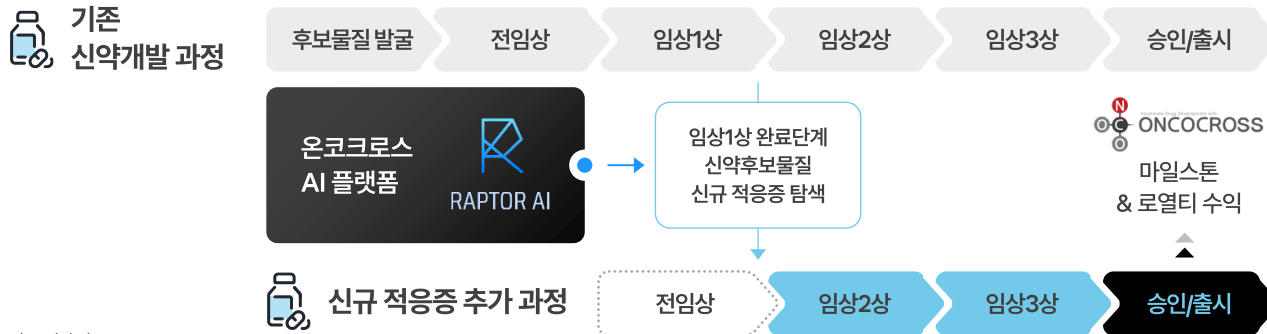 기존
신약개발 과정
후보물질 발굴
전임상
임상1상
임상2상
임상3상
승인/출시
온코크로스
AI 플랫폼
RAPTOR AI
임상1상 완료단계
신약후보물질
신규 적응증 탐색
N
O C
O
Accelerate Drug Development with
ONCOCROSS
마일스톤
& 로열티 수익
신규 적응증 추가 과정
전임상
임상2상
임상3상
승인/출시